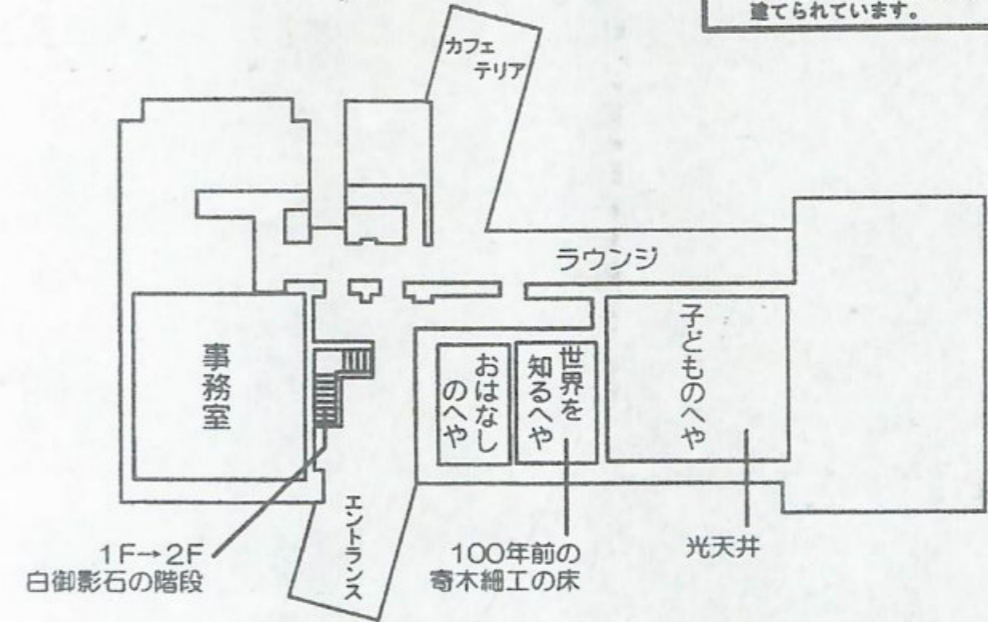 建てられています。
カフェ
テリア
ラウンジ
事務室
おはなし
のへや
世界を
知るへや
子どものへや
エントランス
1F→2F
白御影石の階段
100年前の
寄木細工の床
光天井